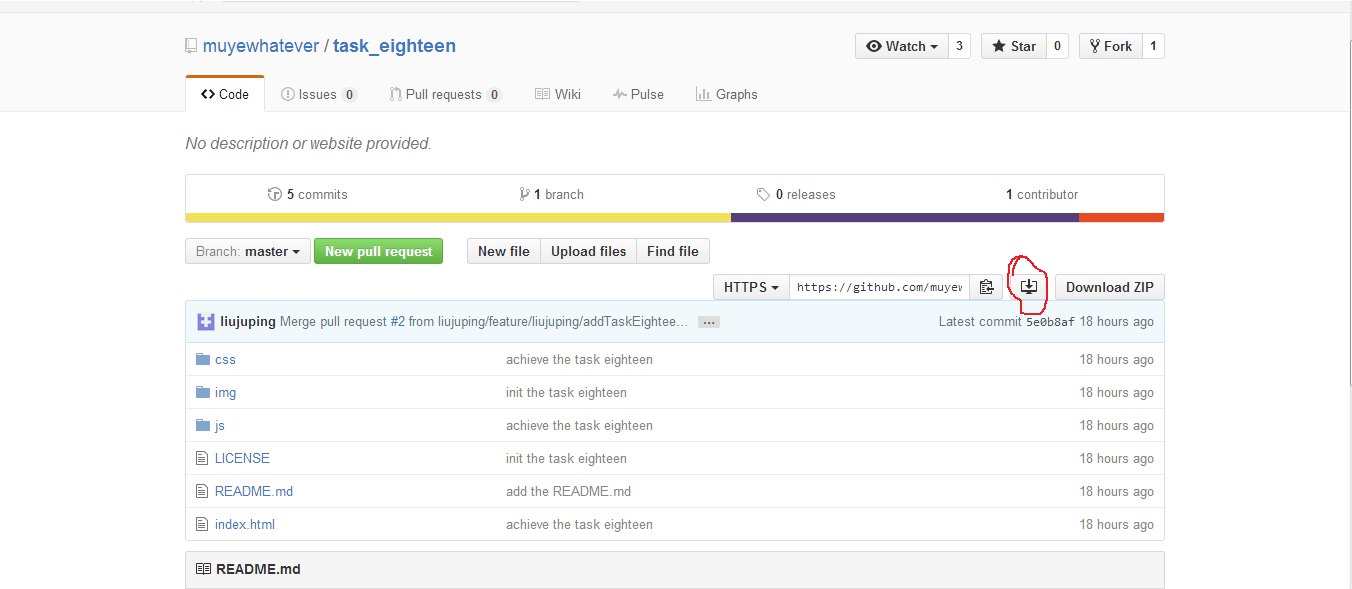 muyewhatever / task_eighteen
Watch 3 Star 0 Fork 1
Code Issues 0 Pull requests 0 Wiki Pulse Graphs
No description or website provided.
5 commits 1 branch 0 releases 1 contributor
Branch: master New pull request New file Upload files Find file
HTTPS https://github.com/muyew Download ZIP
liujuping Merge pull request #2 from liujuping/feature/liujuping/addTaskEightee… … Latest commit 5e0b8af 18 hours ago
css achieve the task eighteen 18 hours ago
img init the task eighteen 18 hours ago
js achieve the task eighteen 18 hours ago
LICENSE init the task eighteen 18 hours ago
README.md add the README.md 18 hours ago
index.html achieve the task eighteen 18 hours ago
README.md